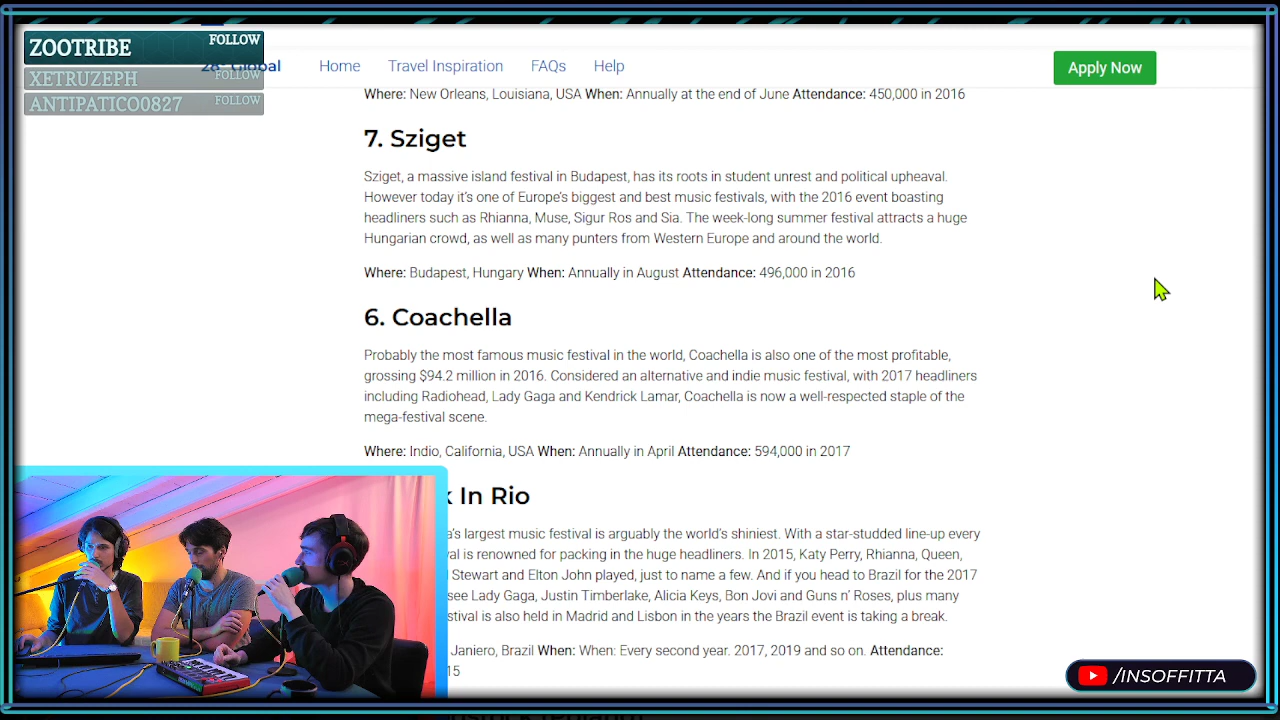 ZOOTRIBE FOLLOW
XETRUZEPH FOLLOW
ANTIPATICO0827 FOLLOW
Global Home Travel Inspiration FAQs Help Apply Now
Where: New Orleans, Louisiana, USA When: Annually at the end of June Attendance: 450,000 in 2016
7. Sziget
Sziget, a massive island festival in Budapest, has its roots in student unrest and political upheaval.
However today it's one of Europe's biggest and best music festivals, with the 2016 event boasting
headliners such as Rhianna, Muse, Sigur Ros and Sia. The week-long summer festival attracts a huge
Hungarian crowd, as well as many punters from Western Europe and around the world.
Where: Budapest, Hungary When: Annually in August Attendance: 496,000 in 2016
6. Coachella
Probably the most famous music festival in the world, Coachella is also one of the most profitable,
grossing $94.2 million in 2016. Considered an alternative and indie music festival, with 2017 headliners
including Radiohead, Lady Gaga and Kendrick Lamar, Coachella is now a well-respected staple of the
mega-festival scene.
Where: Indio, California, USA When: Annually in April Attendance: 594,000 in 2017
In Rio
largest music festival is arguably the world's shiniest. With a star-studded line-up every
is renowned for packing in the huge headliners. In 2015, Katy Perry, Rhianna, Queen,
Stewart and Elton John played, just to name a few. And if you head to Brazil for the 2017
see Lady Gaga, Justin Timberlake, Alicia Keys, Bon Jovi and Guns n' Roses, plus many
is also held in Madrid and Lisbon in the years the Brazil event is taking a break.
Janiero, Brazil When: When: Every second year. 2017, 2019 and so on. Attendance:
15
/INSOFFITTA